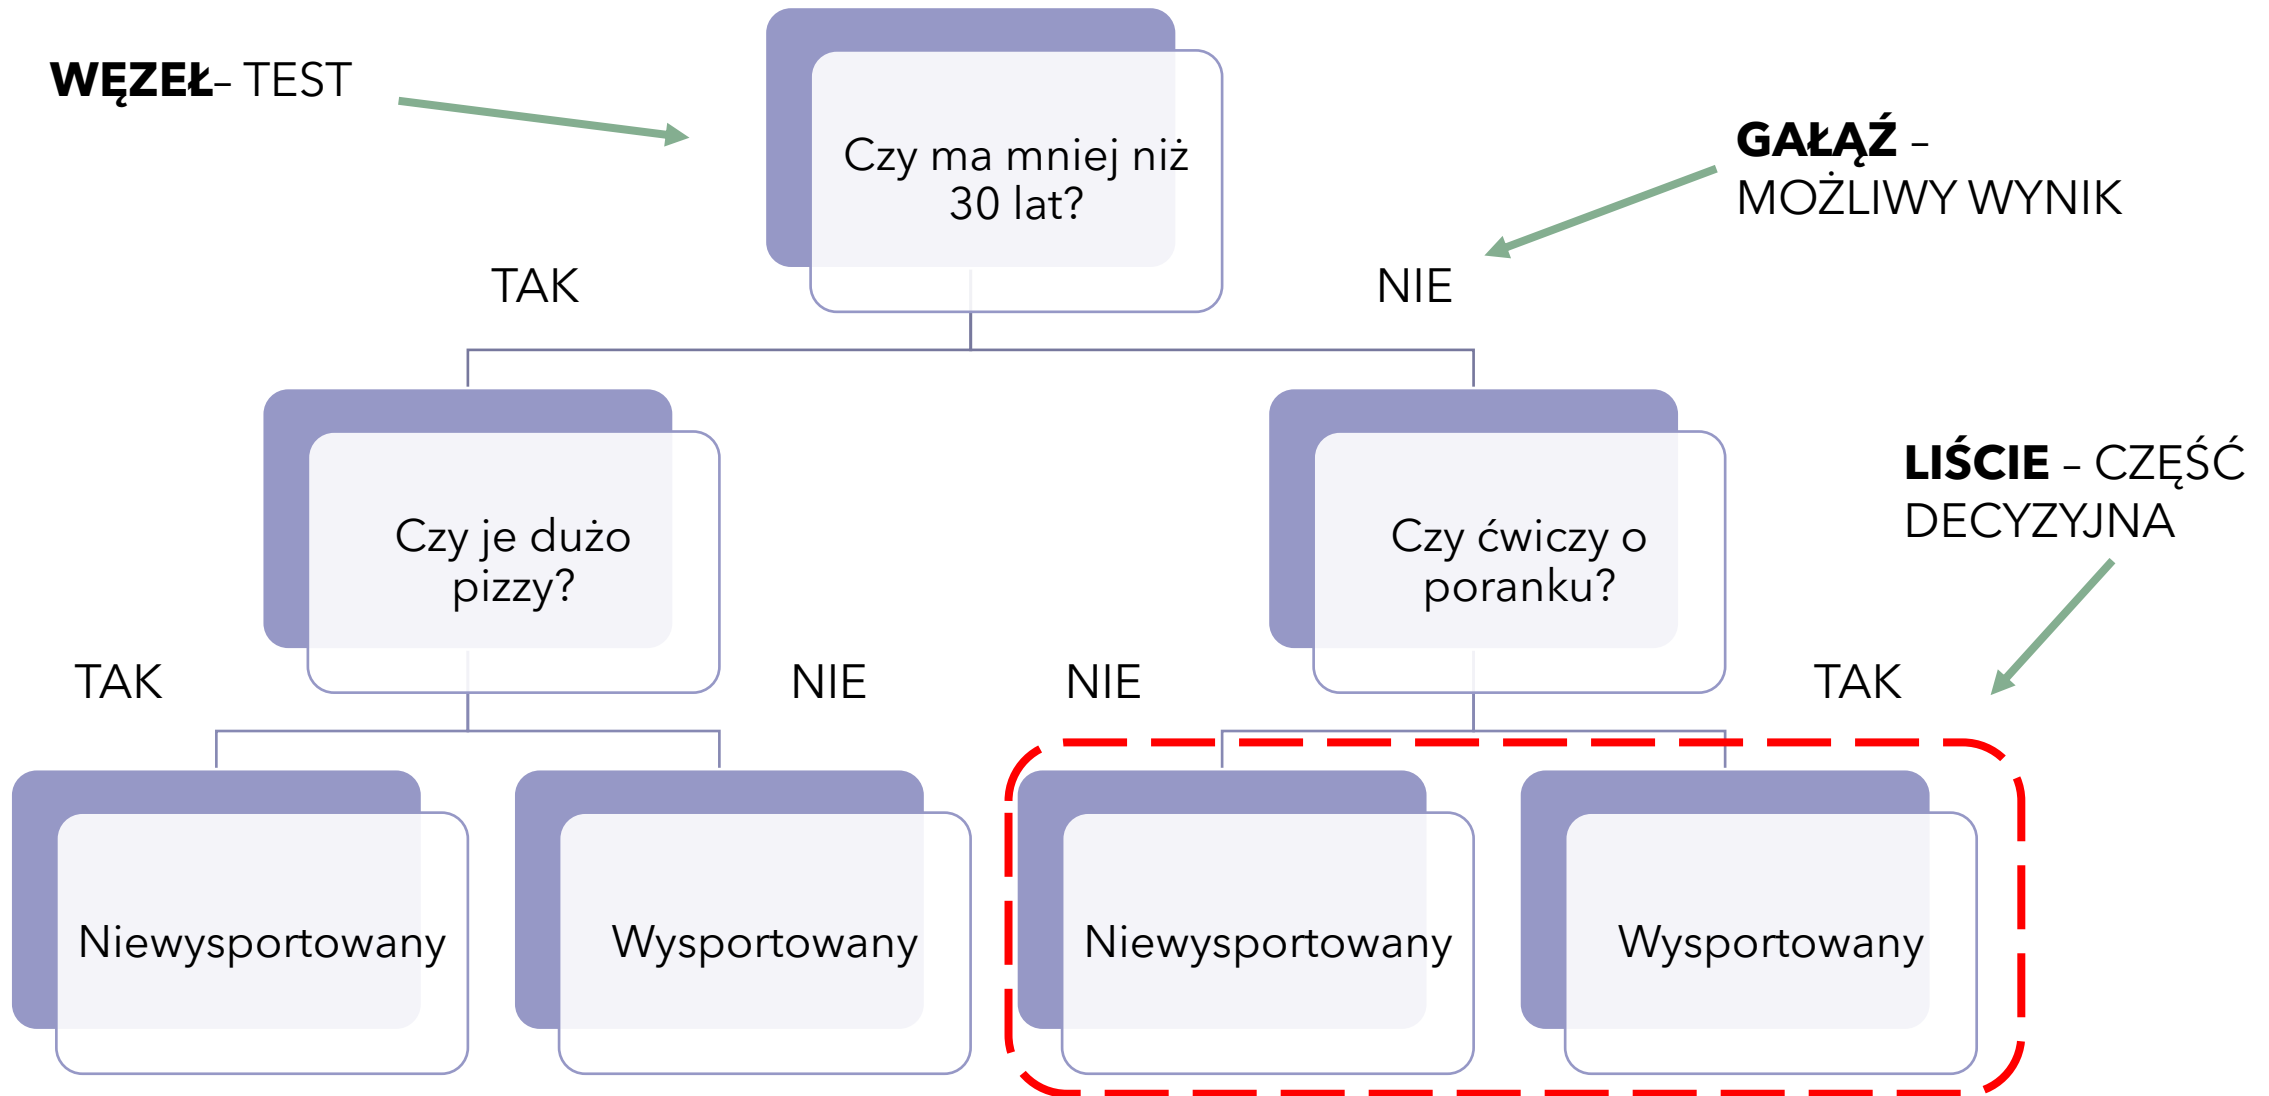 WĘZEŁ– TEST
Czy ma mniej niż
30 lat?
GAŁĄŹ –
MOŻLIWY WYNIK
TAK
NIE
Czy je dużo
pizzy?
Czy ćwiczy o
poranku?
LIŚCIE – CZĘŚĆ
DECYZYJNA
TAK
NIE
NIE
TAK
Niewysportowany
Wysportowany
Niewysportowany
Wysportowany